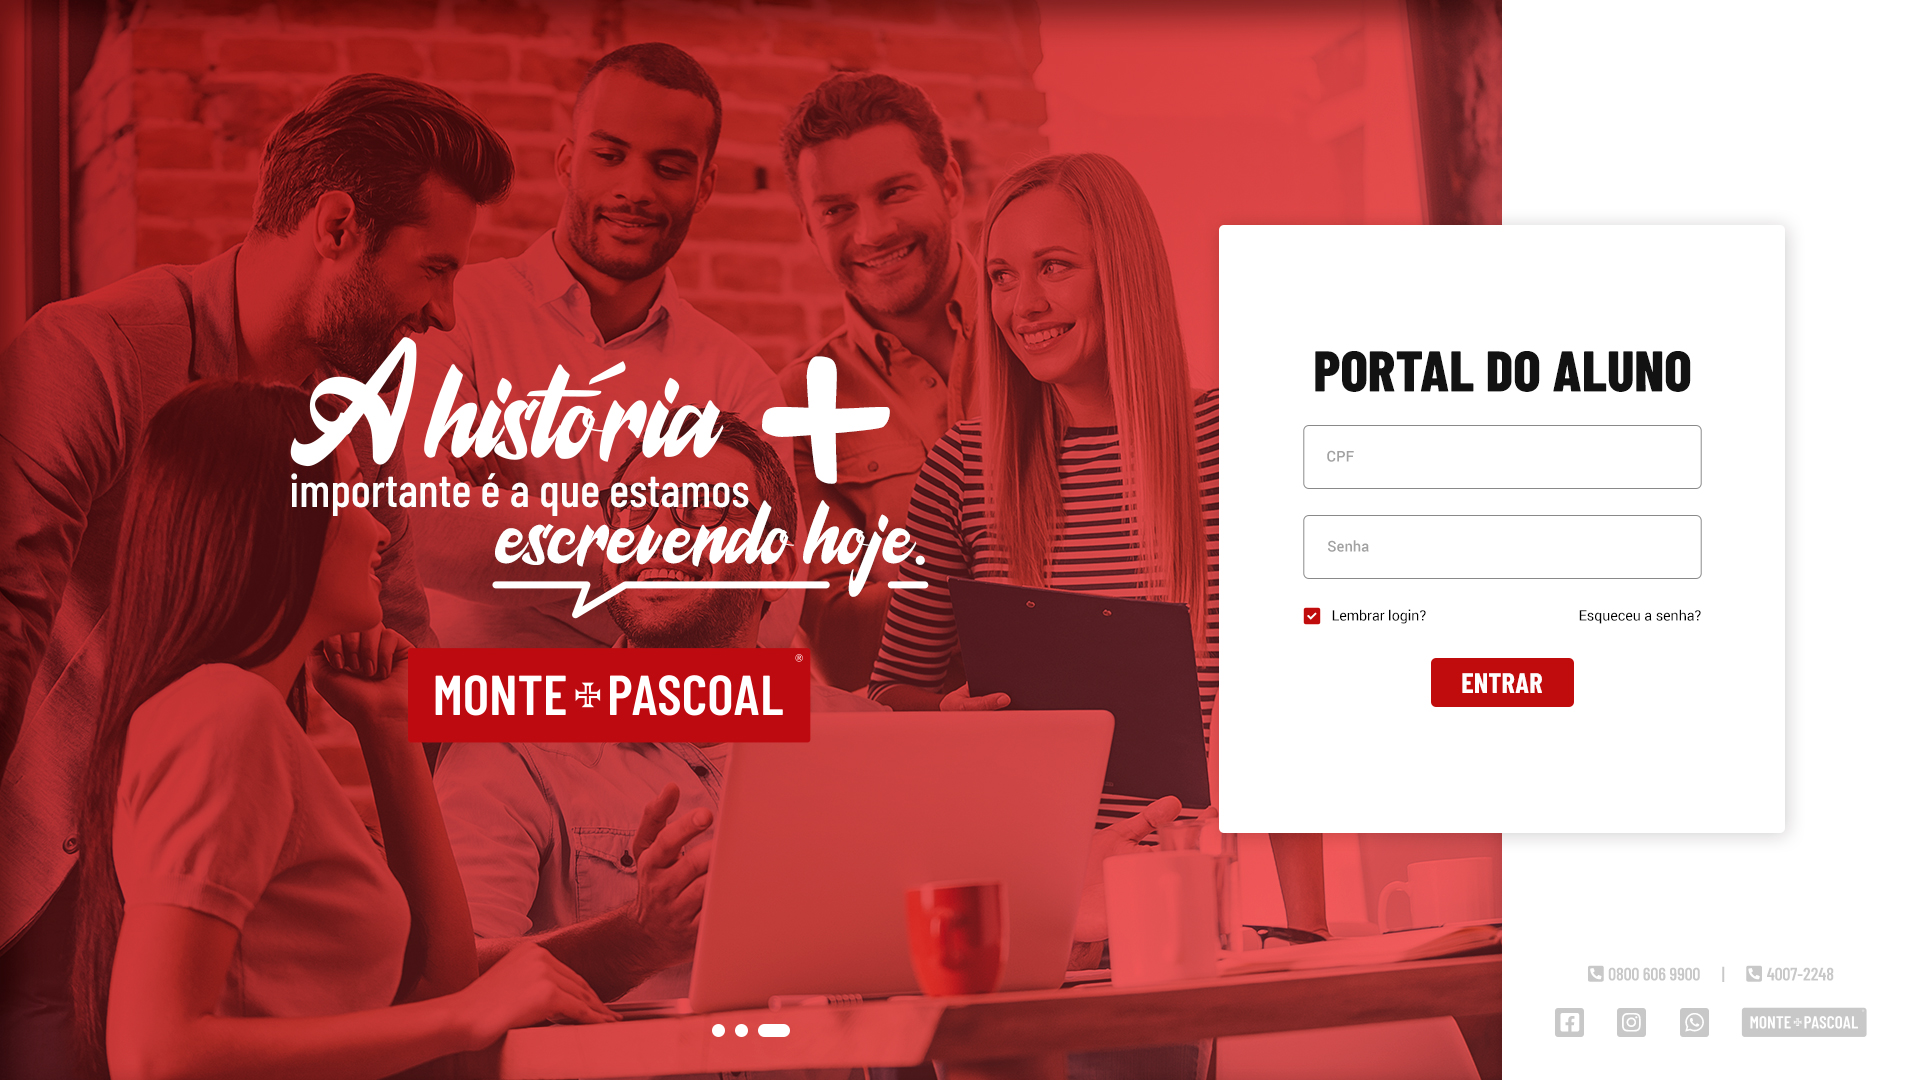 A história +
importante é a que estamos
escrevendo hoje.
MONTE PASCOAL ®
PORTAL DO ALUNO
CPF
Senha
Lembrar login? Esqueceu a senha?
ENTRAR
0800 606 9900 | 4007-2248
MONTE PASCOAL